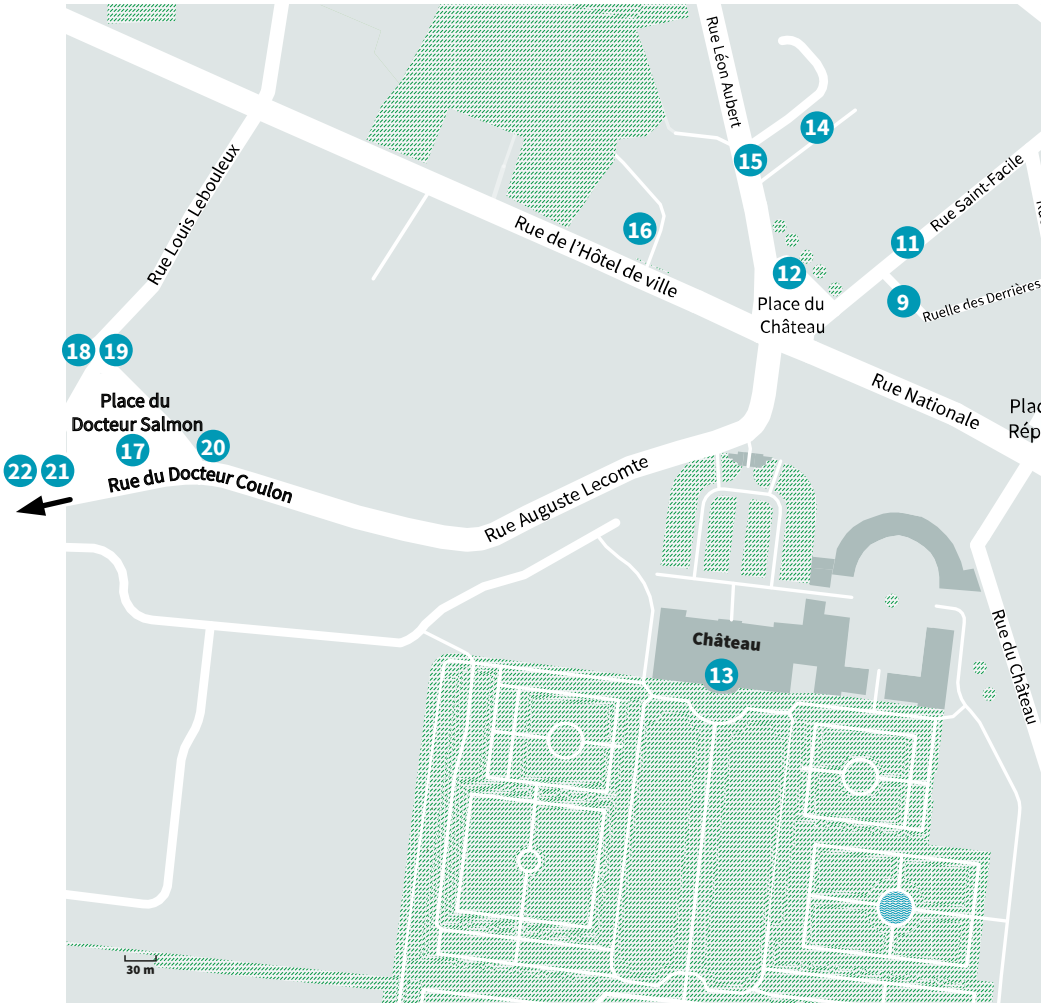 Rue Léon Aubert
14
15
Rue Louis Lebouleux
Rue Saint-Facile
16
Rue de l'Hôtel de ville
11
12
9
Ruelle des Derrières
Place du
Château
18
19
Rue Nationale
Place du
Docteur Salmon
17
20
22
21
Rue du Docteur Coulon
Rue Auguste Lecomte
Château
13
Rue du Château
30 m